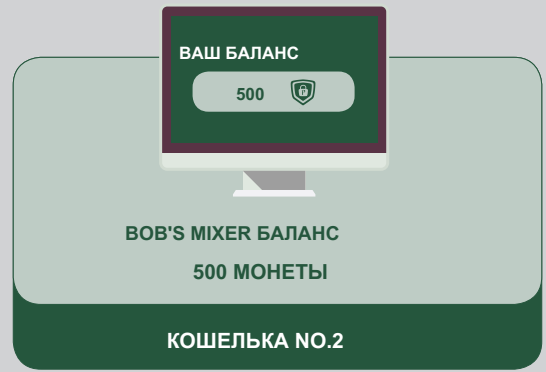 ВАШ БАЛАНС
500
BOB'S MIXER БАЛАНС
500 МОНЕТЫ
КОШЕЛЬКА NO.2